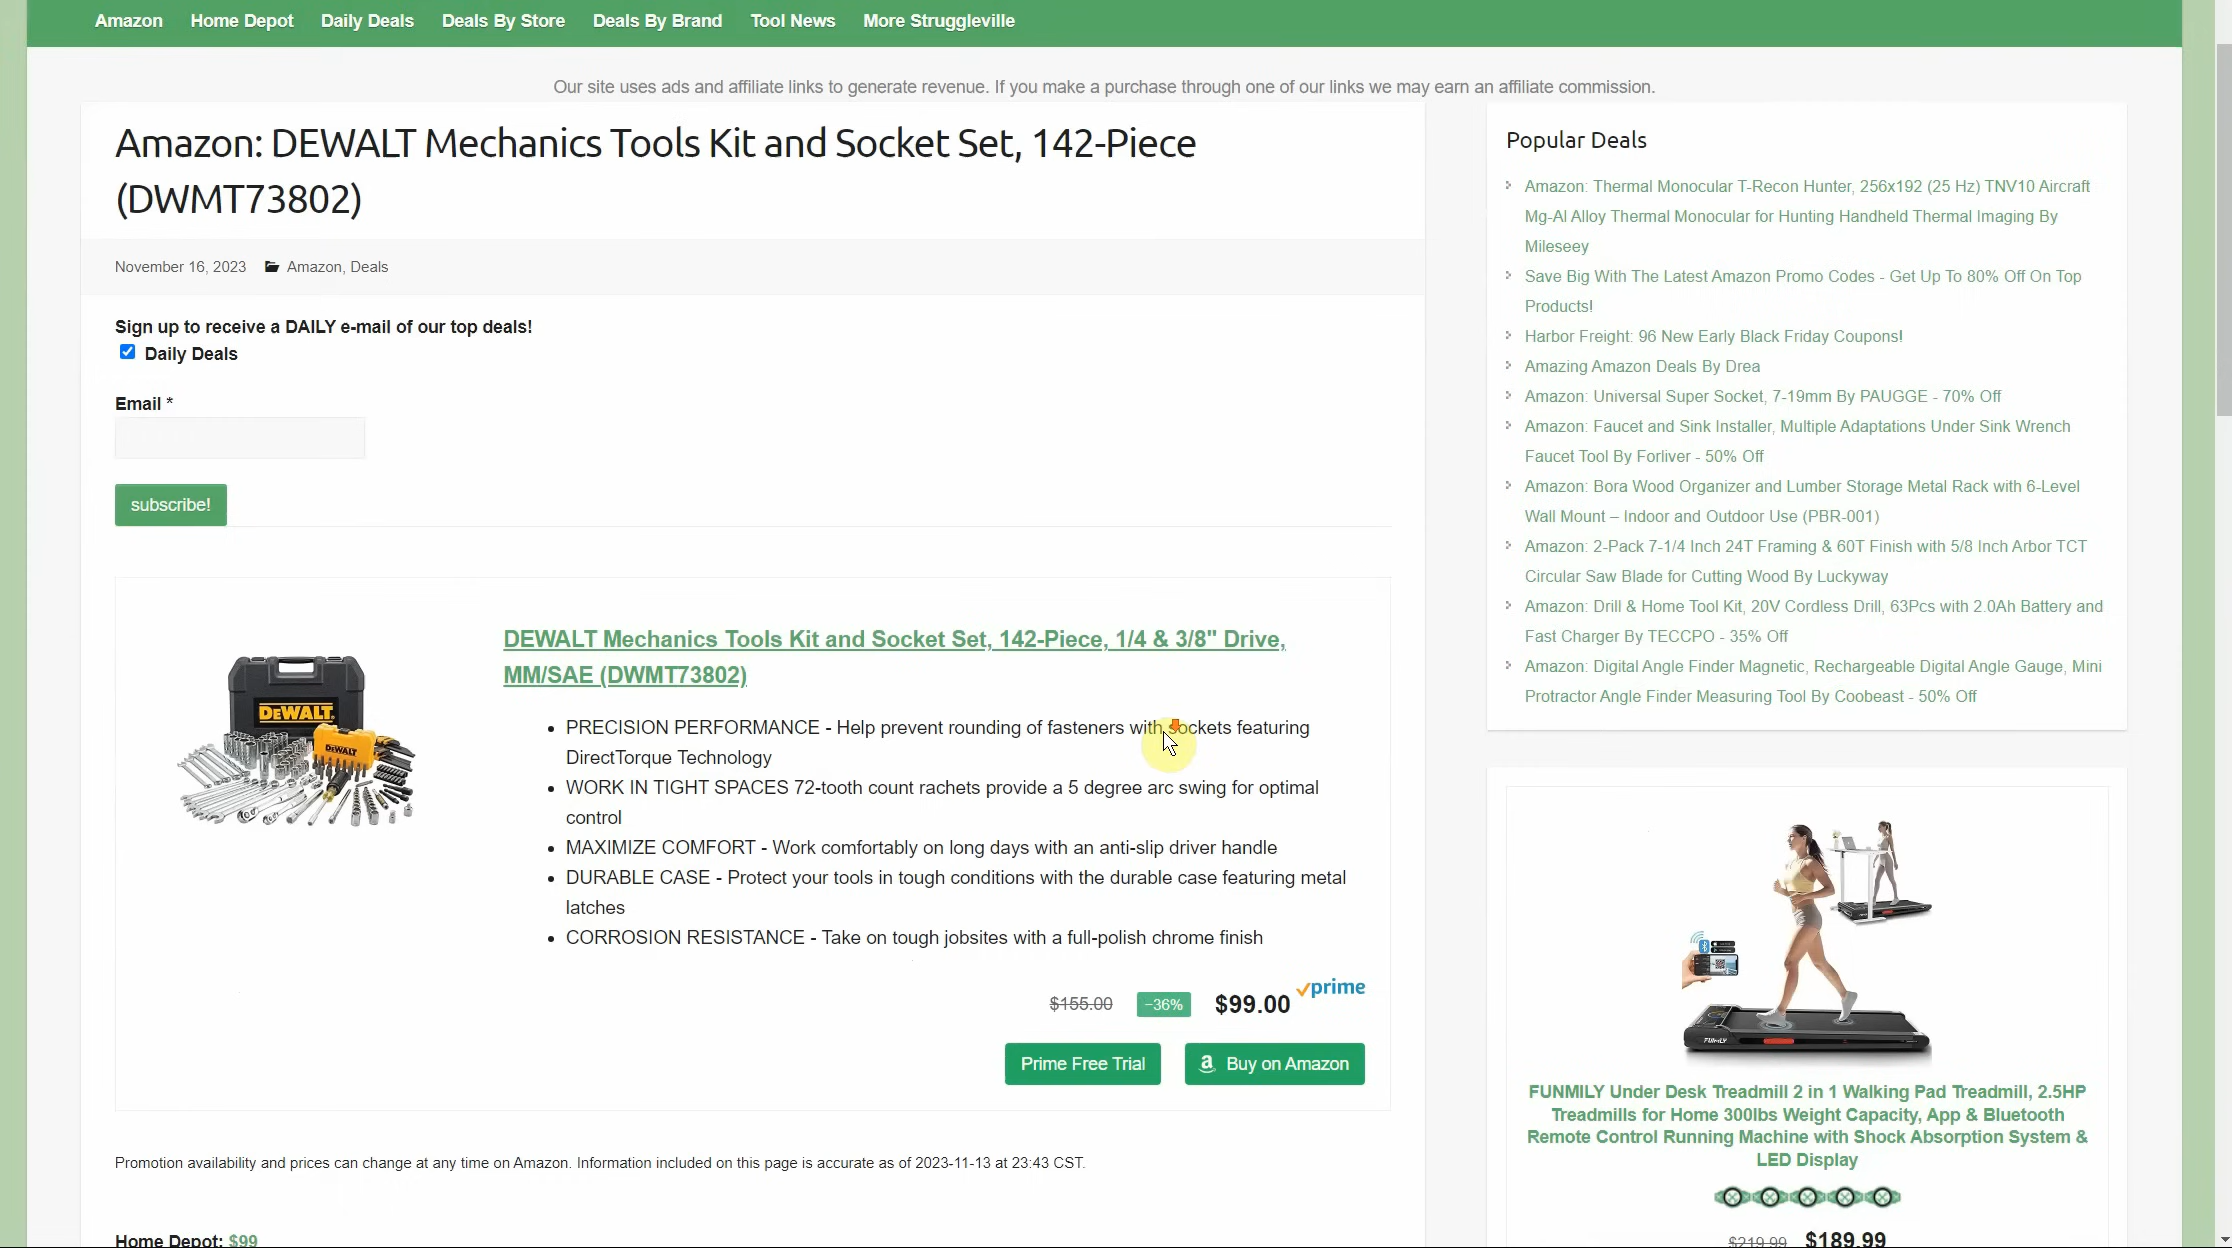 Amazon Home Depot Daily Deals Deals By Store Deals By Brand Tool News More Struggleville
Our site uses ads and affiliate links to generate revenue. If you make a purchase through one of our links we may earn an affiliate commission.
Amazon: DEWALT Mechanics Tools Kit and Socket Set, 142-Piece
(DWMT73802)
November 16, 2023 Amazon, Deals
Sign up to receive a DAILY e-mail of our top deals!
Daily Deals
Email *
subscribe!
DEWALT
DEWALT
DEWALT Mechanics Tools Kit and Socket Set, 142-Piece, 1/4 & 3/8" Drive,
MM/SAE (DWMT73802)
• PRECISION PERFORMANCE - Help prevent rounding of fasteners with sockets featuring
DirectTorque Technology
• WORK IN TIGHT SPACES 72-tooth count rachets provide a 5 degree arc swing for optimal
control
• MAXIMIZE COMFORT - Work comfortably on long days with an anti-slip driver handle
• DURABLE CASE - Protect your tools in tough conditions with the durable case featuring metal
latches
• CORROSION RESISTANCE - Take on tough jobsites with a full-polish chrome finish
$155.00 −36% $99.00 prime
Prime Free Trial
Buy on Amazon
Promotion availability and prices can change at any time on Amazon. Information included on this page is accurate as of 2023-11-13 at 23:43 CST.
Home Depot: $99
Popular Deals
Amazon: Thermal Monocular T-Recon Hunter, 256x192 (25 Hz) TNV10 Aircraft
Mg-Al Alloy Thermal Monocular for Hunting Handheld Thermal Imaging By
Mileseey
Save Big With The Latest Amazon Promo Codes - Get Up To 80% Off On Top
Products!
Harbor Freight: 96 New Early Black Friday Coupons!
Amazing Amazon Deals By Drea
Amazon: Universal Super Socket, 7-19mm By PAUGGE - 70% Off
Amazon: Faucet and Sink Installer, Multiple Adaptations Under Sink Wrench
Faucet Tool By Forliver - 50% Off
Amazon: Bora Wood Organizer and Lumber Storage Metal Rack with 6-Level
Wall Mount – Indoor and Outdoor Use (PBR-001)
Amazon: 2-Pack 7-1/4 Inch 24T Framing & 60T Finish with 5/8 Inch Arbor TCT
Circular Saw Blade for Cutting Wood By Luckyway
Amazon: Drill & Home Tool Kit, 20V Cordless Drill, 63Pcs with 2.0Ah Battery and
Fast Charger By TECCPO - 35% Off
Amazon: Digital Angle Finder Magnetic, Rechargeable Digital Angle Gauge, Mini
Protractor Angle Finder Measuring Tool By Coobeast - 50% Off
FUNMILY
FUNMILY Under Desk Treadmill 2 in 1 Walking Pad Treadmill, 2.5HP
Treadmills for Home 300lbs Weight Capacity, App & Bluetooth
Remote Control Running Machine with Shock Absorption System &
LED Display
$219.99 $189.99